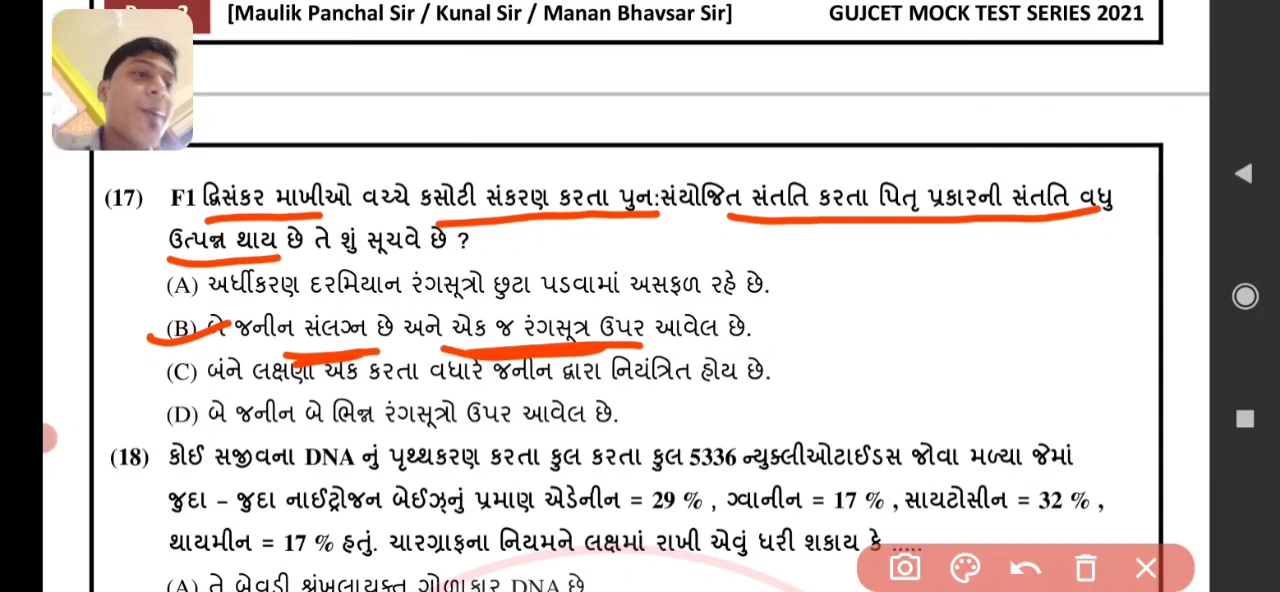 [Maulik Panchal Sir / Kunal Sir / Manan Bhavsar Sir] GUJCET MOCK TEST SERIES 2021
(17) F1 દ્વિસંકર માખીઓ વચ્ચે કસોટી સંકરણ કરતા પુનઃસંયોજિત સંતતિ કરતા પિતૃ પ્રકારની સંતતિ વધુ
ઉત્પન્ન થાય છે તે શું સૂચવે છે ?
(A) અર્ધીકરણ દરમિયાન રંગસૂત્રો છુટા પડવામાં અસફળ રહે છે.
(B) બે જનીન સંલગ્ન છે અને એક જ રંગસૂત્ર ઉપર આવેલ છે.
(C) બંને લક્ષણો એક કરતા વધારે જનીન દ્વારા નિયંત્રિત હોય છે.
(D) બે જનીન બે ભિન્ન રંગસૂત્રો ઉપર આવેલ છે.
(18) કોઈ સજીવના DNA નું પૃથ્થકરણ કરતા કુલ કરતા કુલ 5336 ન્યુક્લીઓટાઈડસ જોવા મળ્યા જેમાં
જુદા – જુદા નાઈટ્રોજન બેઈઝ્નું પ્રમાણ એડેનીન = 29 % , ગ્વાનીન = 17 % , સાયટોસીન = 32 % ,
થાયમીન = 17 % હતું. ચારગ્રાફના નિયમને લક્ષમાં રાખી એવું ધરી શકાય કે .....
(A) તે બેવડી શ્રૃંખલાયુક્ત ગોળાકાર DNA છે